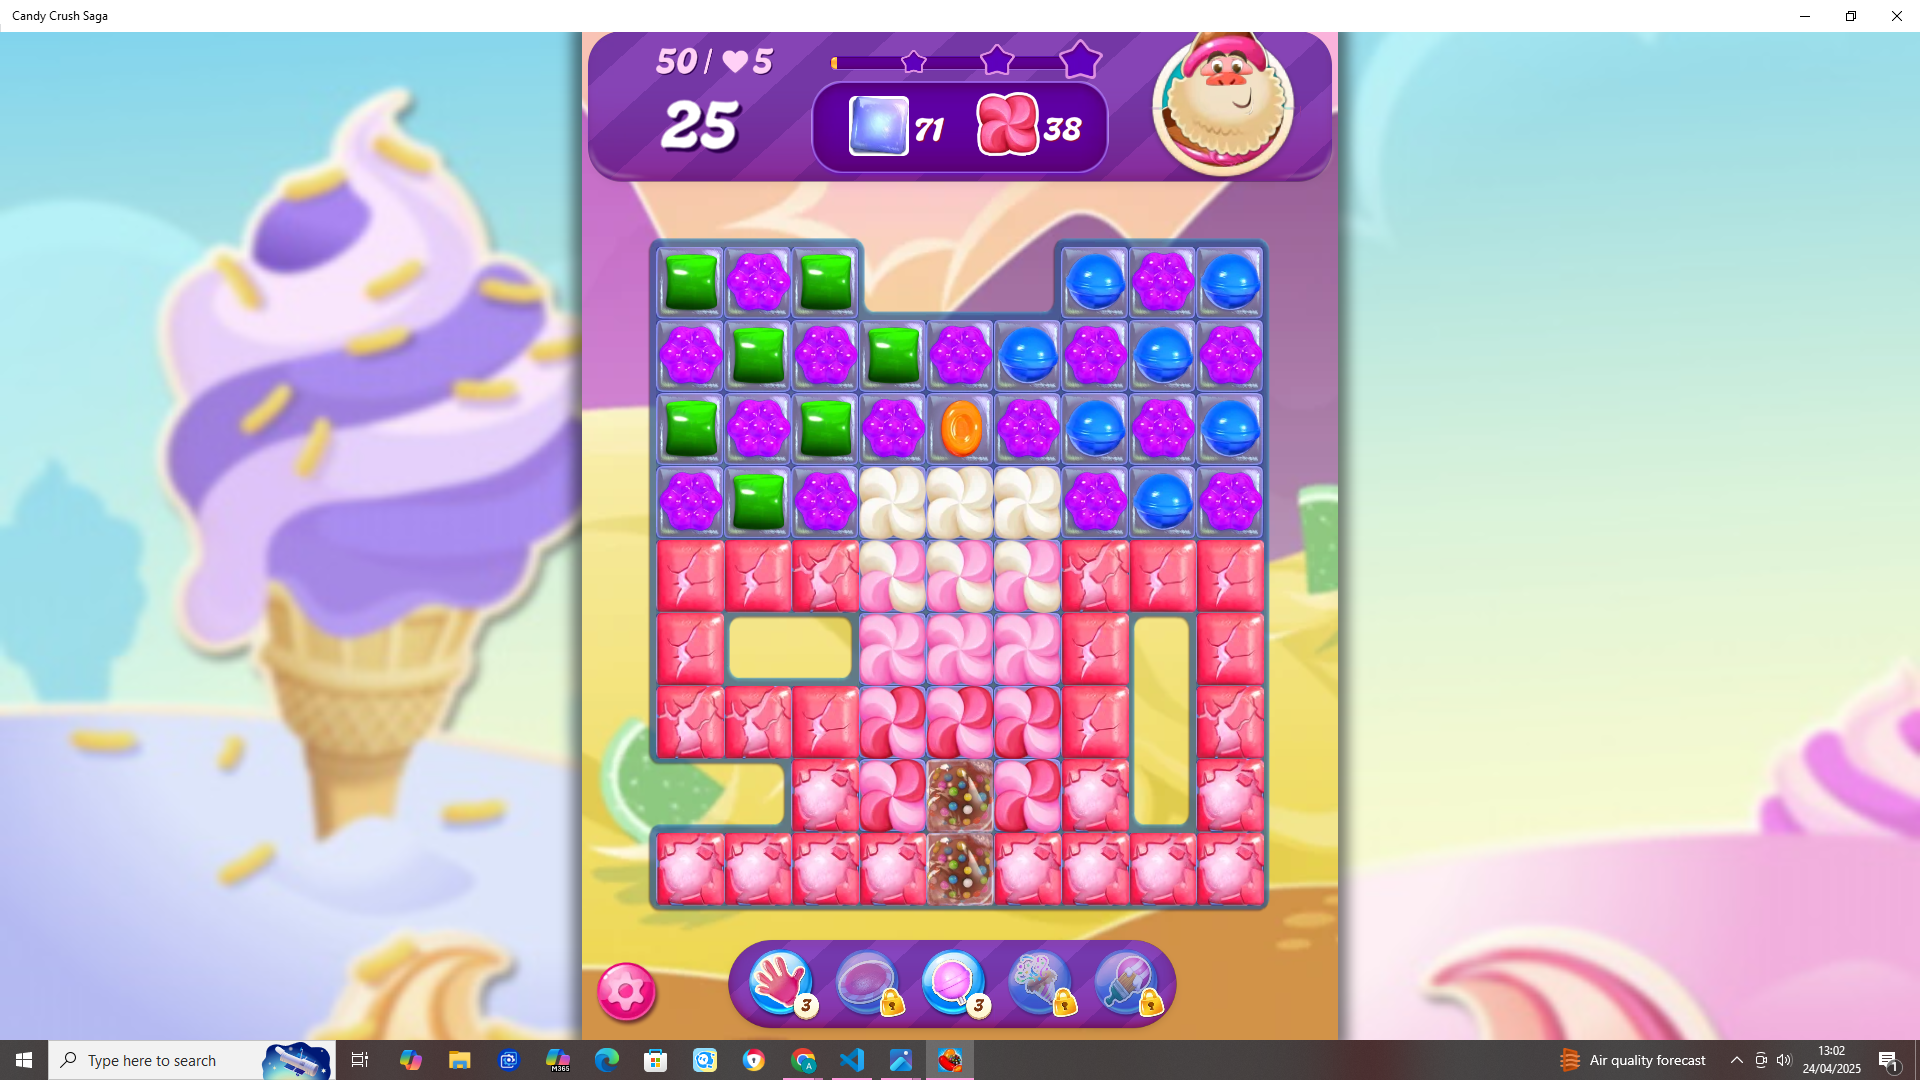 Candy Crush Saga
50/ 5
25
71
38
3
3
Type here to search
M365
A
Air quality forecast
13:02
24/04/2025
1